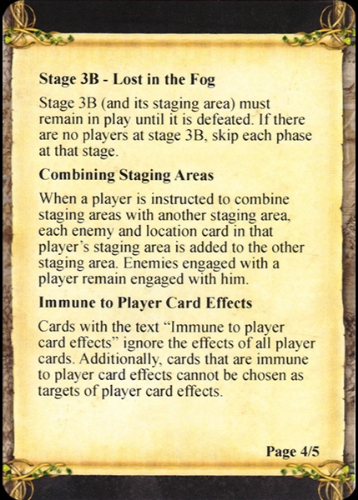 Stage 3B - Lost in the Fog
Stage 3B (and its staging area) must
remain in play until it is defeated. If there
are no players at stage 3B, skip each phase
at that stage.
Combining Staging Areas
When a player is instructed to combine
staging areas with another staging area,
each enemy and location card in that
player's staging area is added to the other
staging area. Enemies engaged with a
player remain engaged with him.
Immune to Player Card Effects
Cards with the text “Immune to player
card effects” ignore the effects of all player
cards. Additionally, cards that are immune
to player card effects cannot be chosen as
targets of player card effects.
Page 4/5